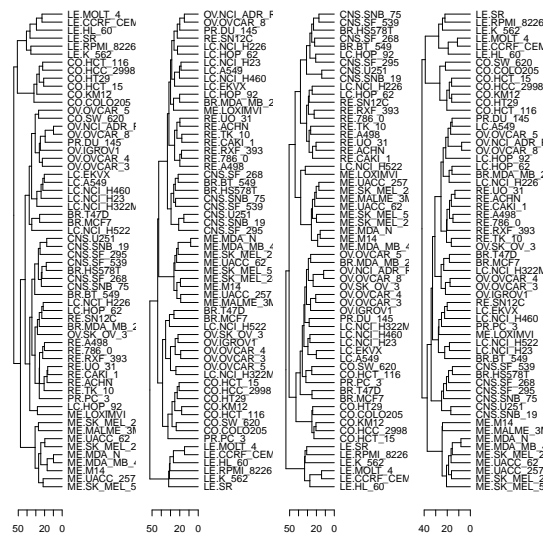 LE.MOLT_4
LE.CCRF_CEM
LE.HL_60
LE.SR
LE.RPMI_8226
LE.K_562
CO.HCT_116
CO.HCC_2998
CO.HT29
CO.HCT_15
CO.KM12
CO.COLO205
OV.OVCAR_5
CO.SW_620
OV.NCI_ADR_F
OV.OVCAR_8
PR.DU_145
OV.IGROV1
OV.OVCAR_4
OV.OVCAR_3
LC.EKVX
LC.A549
LC.NCI_H460
LC.NCI_H23
LC.NCI_H322M
BR.T47D
BR.MCF7
LC.NCI_H522
CNS.U251
CNS.SNB_19
CNS.SF_295
CNS.SF_539
BR.HS578T
CNS.SF_268
CNS.SNB_75
BR.BT_549
LC.NCI_H226
LC.HOP_62
RE.SN12C
BR.MDA_MB_2
OV.SK_OV_3
RE.A498
RE.786_0
RE.RXF_393
RE.UO_31
RE.CAKI_1
RE.ACHN
RE.TK_10
PR.PC_3
LC.HOP_92
ME.LOXIMVI
ME.SK_MEL_2
ME.MALME_3M
ME.UACC_62
ME.SK_MEL_2
ME.MDA_N
ME.MDA_MB_4
ME.M14
ME.UACC_257
ME.SK_MEL_5
50 20 0
OV.NCI_ADR_F
OV.OVCAR_8
PR.DU_145
RE.SN12C
LC.NCI_H226
LC.HOP_62
LC.NCI_H23
LC.A549
LC.NCI_H460
LC.EKVX
LC.HOP_92
BR.MDA_MB_2
ME.LOXIMVI
RE.UO_31
RE.ACHN
RE.TK_10
RE.CAKI_1
RE.RXF_393
RE.786_0
RE.A498
CNS.SF_268
BR.BT_549
BR.HS578T
CNS.SNB_75
CNS.SF_539
CNS.U251
CNS.SNB_19
CNS.SF_295
ME.MDA_N
ME.MDA_MB_4
ME.SK_MEL_2
ME.UACC_62
ME.SK_MEL_5
ME.SK_MEL_2
ME.M14
ME.UACC_257
ME.MALME_3M
BR.T47D
BR.MCF7
LC.NCI_H522
OV.SK_OV_3
OV.IGROV1
OV.OVCAR_4
OV.OVCAR_3
OV.OVCAR_5
LC.NCI_H322M
CO.HCT_15
CO.HCC_2998
CO.HT29
CO.KM12
CO.HCT_116
CO.SW_620
CO.COLO205
PR.PC_3
LE.MOLT_4
LE.CCRF_CEM
LE.HL_60
LE.RPMI_8226
LE.K_562
LE.SR
50 20 0
CNS.SNB_75
CNS.SF_539
BR.HS578T
CNS.SF_268
BR.BT_549
LC.HOP_92
CNS.SF_295
CNS.U251
CNS.SNB_19
LC.NCI_H226
LC.HOP_62
RE.SN12C
RE.RXF_393
RE.786_0
RE.TK_10
RE.A498
RE.UO_31
RE.ACHN
RE.CAKI_1
LC.NCI_H522
ME.LOXIMVI
ME.UACC_257
ME.SK_MEL_2
ME.MALME_3M
ME.UACC_62
ME.SK_MEL_5
ME.SK_MEL_2
ME.MDA_N
ME.M14
ME.MDA_MB_4
OV.OVCAR_5
BR.MDA_MB_2
OV.NCI_ADR_F
OV.OVCAR_8
OV.SK_OV_3
OV.OVCAR_4
OV.OVCAR_3
OV.IGROV1
PR.DU_145
LC.NCI_H322M
LC.NCI_H460
LC.NCI_H23
LC.EKVX
LC.A549
CO.SW_620
CO.HCT_116
PR.PC_3
BR.T47D
BR.MCF7
CO.HT29
CO.COLO205
CO.KM12
CO.HCC_2998
CO.HCT_15
LE.SR
LE.RPMI_8226
LE.K_562
LE.MOLT_4
LE.CCRF_CEM
LE.HL_60
50 20 0
LE.SR
LE.RPMI_8226
LE.K_562
LE.MOLT_4
LE.CCRF_CEM
LE.HL_60
CO.SW_620
CO.COLO205
CO.HCT_15
CO.HCC_2998
CO.KM12
CO.HT29
CO.HCT_116
PR.DU_145
LC.A549
OV.OVCAR_5
OV.NCI_ADR_F
OV.OVCAR_8
LC.HOP_92
LC.HOP_62
BR.MDA_MB_2
LC.NCI_H226
RE.UO_31
RE.ACHN
RE.CAKI_1
RE.A498
RE.786_0
RE.RXF_393
RE.TK_10
OV.SK_OV_3
BR.T47D
BR.MCF7
LC.NCI_H322M
OV.OVCAR_4
OV.OVCAR_3
OV.IGROV1
RE.SN12C
LC.EKVX
LC.NCI_H460
PR.PC_3
ME.LOXIMVI
LC.NCI_H522
LC.NCI_H23
BR.BT_549
CNS.SF_539
BR.HS578T
CNS.SF_268
CNS.SF_295
CNS.SNB_75
CNS.U251
CNS.SNB_19
ME.M14
ME.MALME_3M
ME.MDA_N
ME.MDA_MB_4
ME.SK_MEL_5
ME.UACC_62
ME.SK_MEL_2
ME.UACC_257
ME.SK_MEL_2
40 20 0